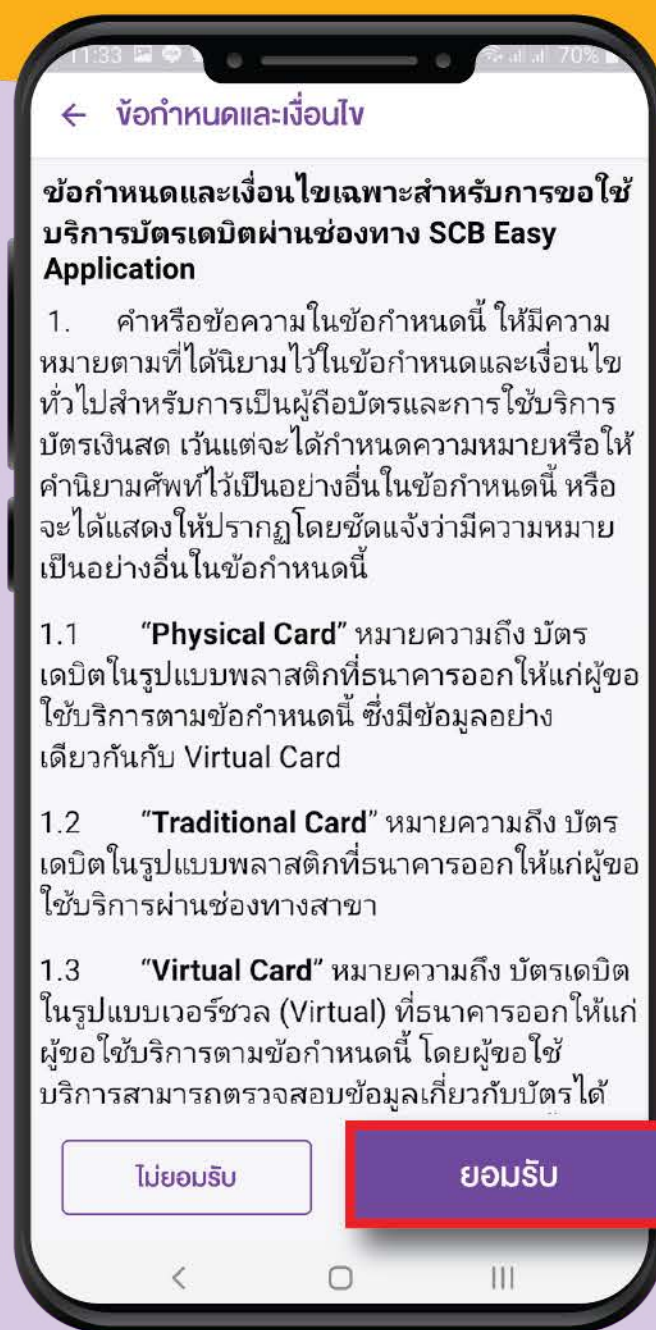 11:33 70%
ข้อกำหนดและเงื่อนไข
ข้อกำหนดและเงื่อนไขเฉพาะสำหรับการขอใช้
บริการบัตรเดบิตผ่านช่องทาง SCB Easy
Application
1. คำหรือข้อความในข้อกำหนดนี้ ให้มีความ
หมายตามที่ได้นิยามไว้ในข้อกำหนดและเงื่อนไข
ทั่วไปสำหรับการเป็นผู้ถือบัตรและการใช้บริการ
บัตรเงินสด เว้นแต่จะได้กำหนดความหมายหรือให้
คำนิยามศัพท์ไว้เป็นอย่างอื่นในข้อกำหนดนี้ หรือ
จะได้แสดงให้ปรากฏโดยชัดแจ้งว่ามีความหมาย
เป็นอย่างอื่นในข้อกำหนดนี้
1.1 “Physical Card” หมายความถึง บัตร
เดบิตในรูปแบบพลาสติกที่ธนาคารออกให้แก่ผู้ขอ
ใช้บริการตามข้อกำหนดนี้ ซึ่งมีข้อมูลอย่าง
เดียวกันกับ Virtual Card
1.2 “Traditional Card” หมายความถึง บัตร
เดบิตในรูปแบบพลาสติกที่ธนาคารออกให้แก่ผู้ขอ
ใช้บริการผ่านช่องทางสาขา
1.3 “Virtual Card” หมายความถึง บัตรเดบิต
ในรูปแบบเวอร์ชวล (Virtual) ที่ธนาคารออกให้แก่
ผู้ขอใช้บริการตามข้อกำหนดนี้ โดยผู้ขอใช้
บริการสามารถตรวจสอบข้อมูลเกี่ยวกับบัตรได้
ไม่ยอมรับ ยอมรับ